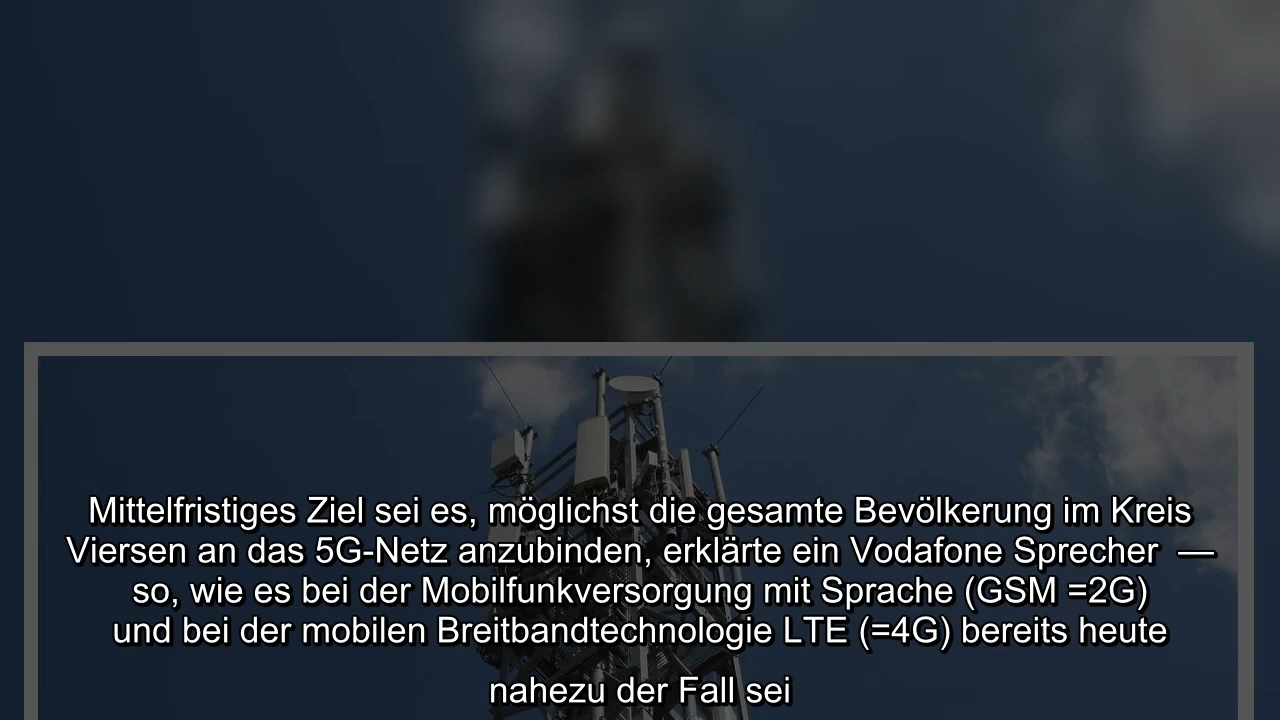 Mittelfristiges Ziel sei es, möglichst die gesamte Bevölkerung im Kreis
Viersen an das 5G-Netz anzubinden, erklärte ein Vodafone Sprecher  —
so, wie es bei der Mobilfunkversorgung mit Sprache (GSM =2G)
und bei der mobilen Breitbandtechnologie LTE (=4G) bereits heute
nahezu der Fall sei